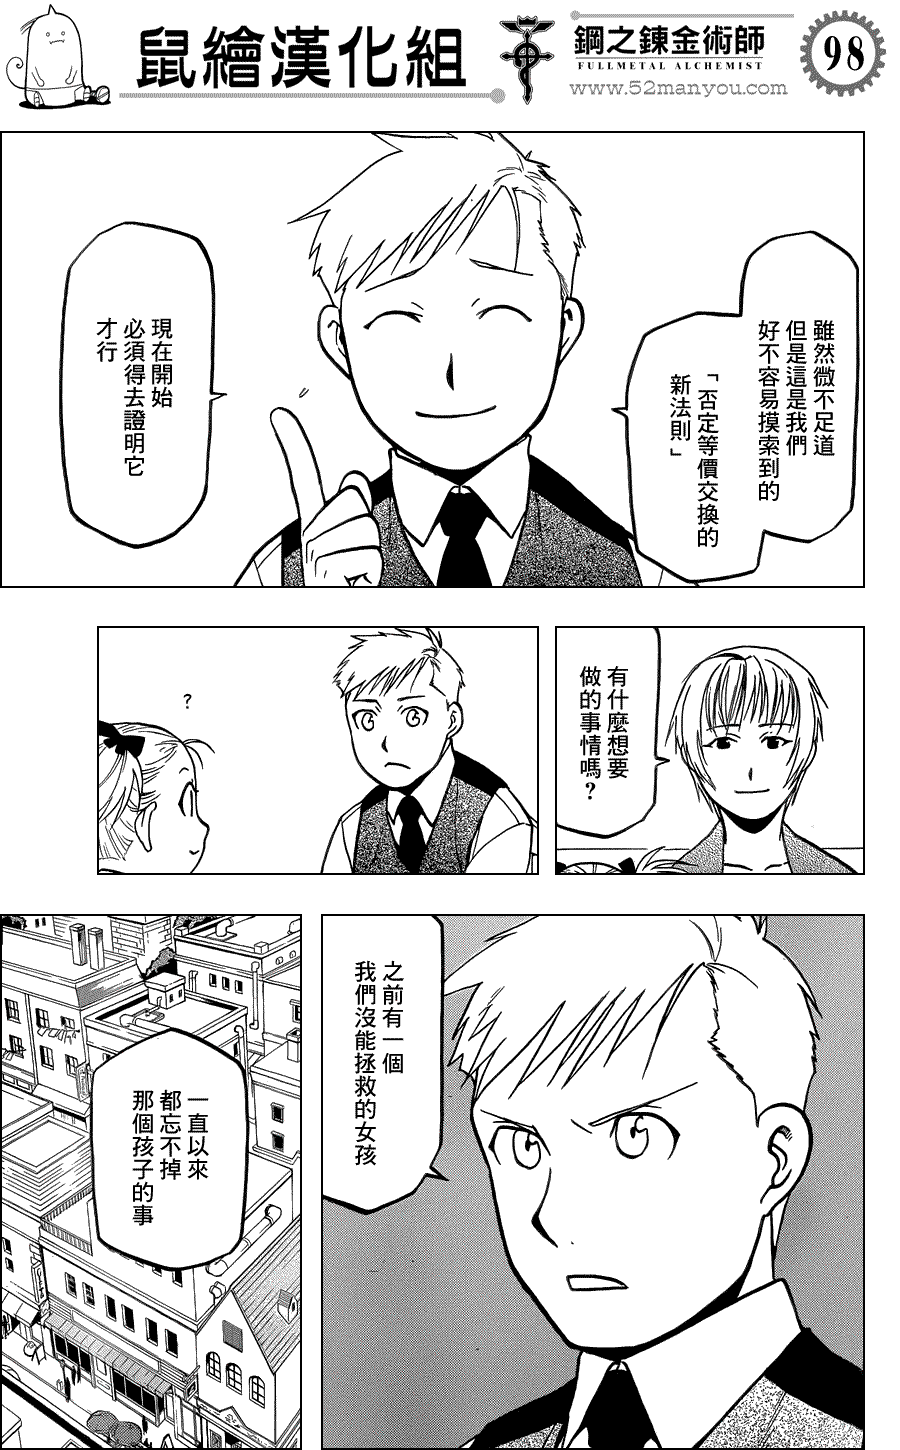 鼠繪漢化組
鋼之鍊金術師
FULLMETAL ALCHEMIST
www.52manyou.com
98
雖然微不足道
但是這是我們
好不容易摸索到的
「否定等價交換的
新法則」
現在開始
必須得去證明它
才行
有什麼想要
做的事情嗎?
?
之前有一個
我們沒能拯救的女孩
一直以來
都忘不掉
那個孩子的事